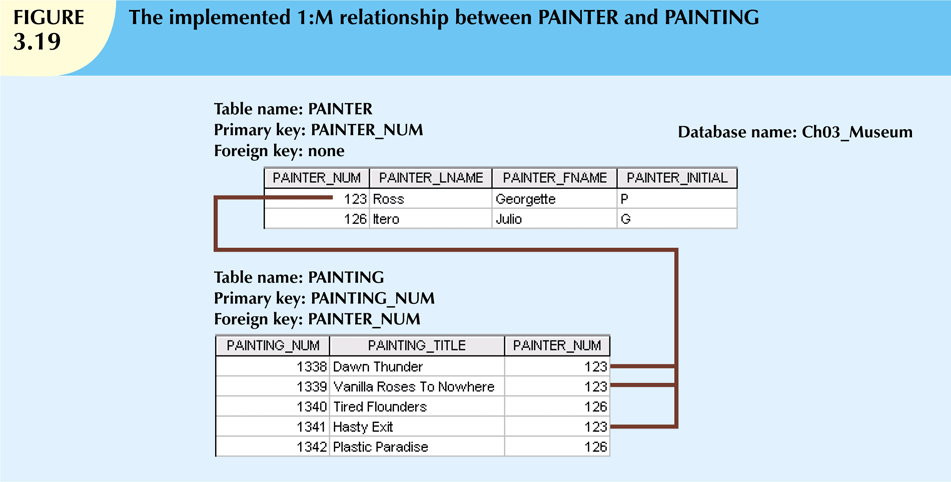 FIGURE
3.19
The implemented 1:M relationship between PAINTER and PAINTING
Table name: PAINTER
Primary key: PAINTER_NUM
Foreign key: none
Database name: Ch03_Museum
PAINTER_NUM PAINTER_LNAME PAINTER_FNAME PAINTER_INITIAL
123 Ross Georgette P
126 Itero Julio G
Table name: PAINTING
Primary key: PAINTING_NUM
Foreign key: PAINTER_NUM
PAINTING_NUM PAINTING_TITLE PAINTER_NUM
1338 Dawn Thunder 123
1339 Vanilla Roses To Nowhere 123
1340 Tired Flounders 126
1341 Hasty Exit 123
1342 Plastic Paradise 126